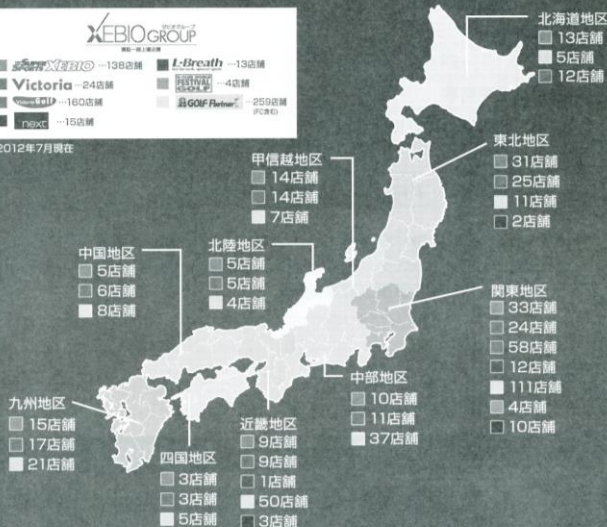 XEBIO GROUP
ゼビオグループ
東証一部上場企業
SUPER SPORTS XEBIO …138店舗
L-Breath …13店舗
Victoria …24店舗
FESTIVAL GOLF …4店舗
Victoria Golf …160店舗
GOLF Partner …259店舗
(FC含む)
next …15店舗
2012年7月現在
北海道地区
13店舗
5店舗
12店舗
東北地区
31店舗
25店舗
11店舗
2店舗
甲信越地区
14店舗
14店舗
7店舗
北陸地区
5店舗
5店舗
4店舗
中国地区
5店舗
6店舗
8店舗
関東地区
33店舗
24店舗
58店舗
12店舗
111店舗
4店舗
10店舗
中部地区
10店舗
11店舗
37店舗
九州地区
15店舗
17店舗
21店舗
四国地区
3店舗
3店舗
5店舗
近畿地区
9店舗
9店舗
1店舗
50店舗
3店舗